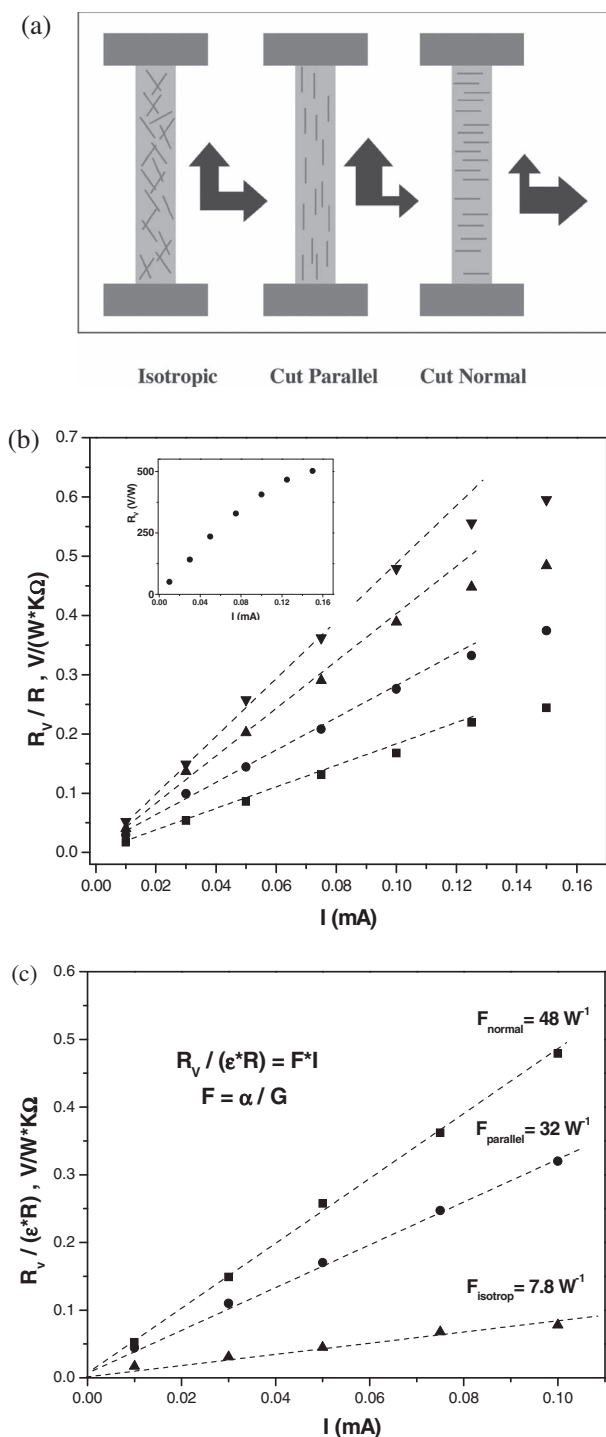 (a)
Isotropic Cut Parallel Cut Normal
(b)
0.7
0.6
0.5
0.4
0.3
0.2
0.1
0.0
R_V / R , V/(W*KΩ)
500
250
0
R_V (V/W)
0.00 0.04 0.08 0.12 0.16
I (mA)
0.00 0.02 0.04 0.06 0.08 0.10 0.12 0.14 0.16
I (mA)
(c)
0.6
0.5
0.4
0.3
0.2
0.1
0.0
R_V / (ε*R) , V/W*KΩ
R_V / (ε*R) = F*I
F = α / G
F_normal = 48 W⁻¹
F_parallel = 32 W⁻¹
F_isotrop = 7.8 W⁻¹
0.00 0.02 0.04 0.06 0.08 0.10
I (mA)